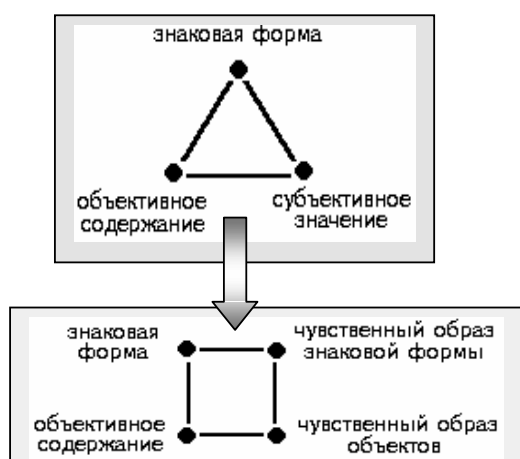 знаковая форма
объективное
содержание
субъективное
значение
знаковая
форма
чувственный образ
знаковой формы
объективное
содержание
чувственный образ
объектов